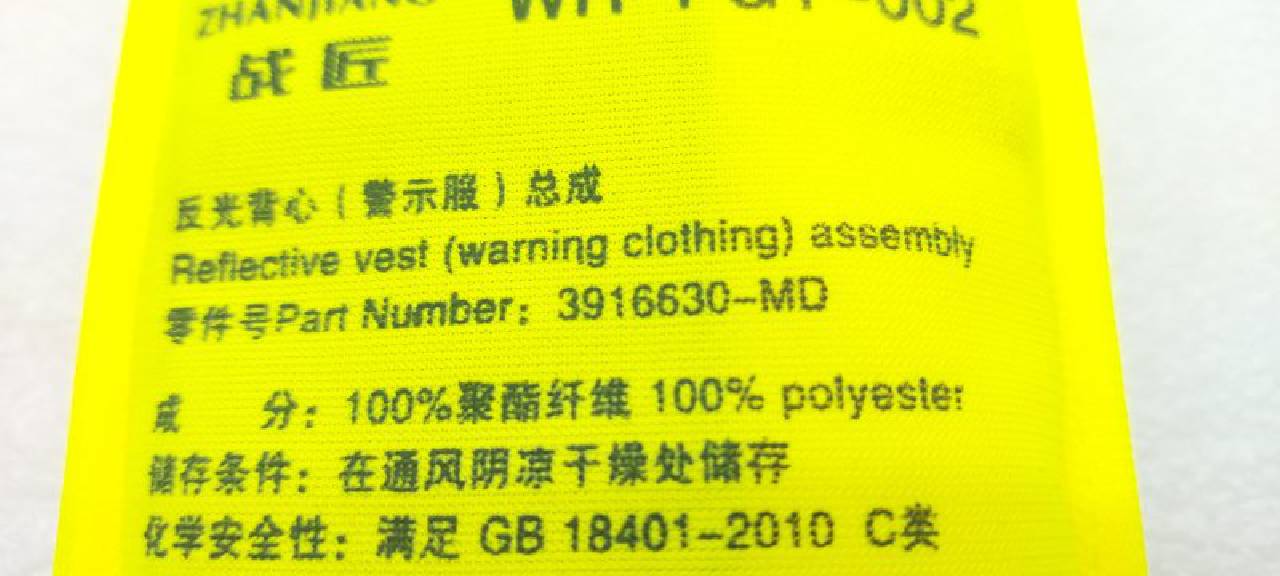 ZHANJIANG
-002
战匠
反光背心（警示服）总成
Reflective vest (warning clothing) assembly
零件号Part Number：3916630-MD
成 分：100%聚酯纤维 100% polyester
储存条件：在通风阴凉干燥处储存
化学安全性：满足 GB 18401-2010 C类